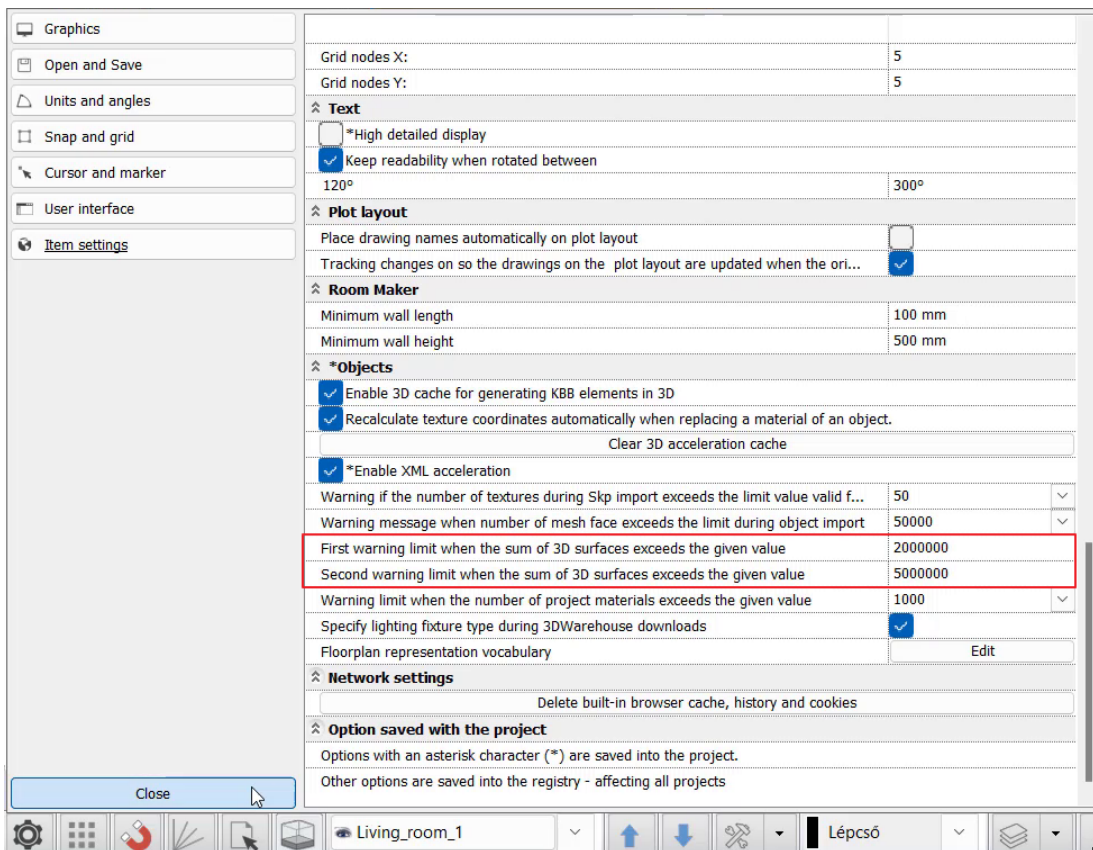 Graphics
Open and Save
Units and angles
Snap and grid
Cursor and marker
User interface
Item settings
Close
Grid nodes X: 5
Grid nodes Y: 5
Text
*High detailed display
Keep readability when rotated between
120° 300°
Plot layout
Place drawing names automatically on plot layout
Tracking changes on so the drawings on the plot layout are updated when the ori...
Room Maker
Minimum wall length 100 mm
Minimum wall height 500 mm
*Objects
Enable 3D cache for generating KBB elements in 3D
Recalculate texture coordinates automatically when replacing a material of an object.
Clear 3D acceleration cache
*Enable XML acceleration
Warning if the number of textures during Skp import exceeds the limit value valid f... 50
Warning message when number of mesh face exceeds the limit during object import 50000
First warning limit when the sum of 3D surfaces exceeds the given value 2000000
Second warning limit when the sum of 3D surfaces exceeds the given value 5000000
Warning limit when the number of project materials exceeds the given value 1000
Specify lighting fixture type during 3DWarehouse downloads
Floorplan representation vocabulary Edit
Network settings
Delete built-in browser cache, history and cookies
Option saved with the project
Options with an asterisk character (*) are saved into the project.
Other options are saved into the registry - affecting all projects
Living_room_1 Lépcső